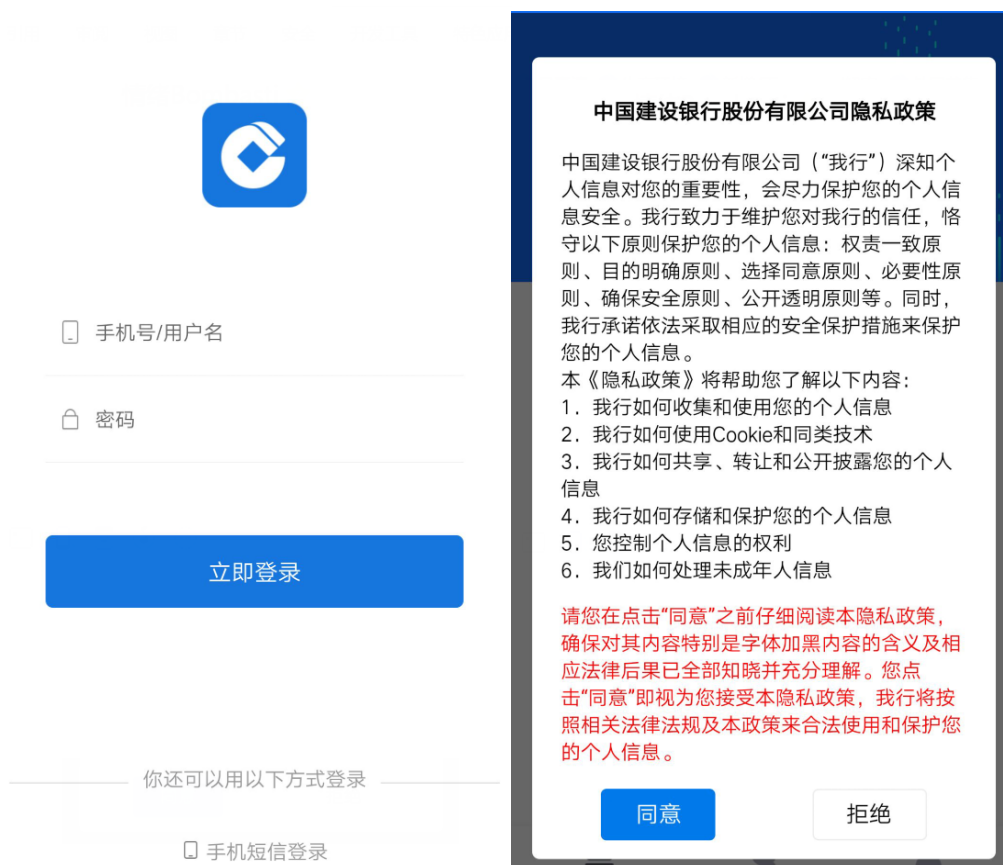 手机号/用户名
密码
立即登录
你还可以用以下方式登录
手机短信登录
中国建设银行股份有限公司隐私政策
中国建设银行股份有限公司（“我行”）深知个
人信息对您的重要性，会尽力保护您的个人信
息安全。我行致力于维护您对我行的信任，恪
守以下原则保护您的个人信息：权责一致原
则、目的明确原则、选择同意原则、必要性原
则、确保安全原则、公开透明原则等。同时，
我行承诺依法采取相应的安全保护措施来保护
您的个人信息。
本《隐私政策》将帮助您了解以下内容：
1．我行如何收集和使用您的个人信息
2．我行如何使用Cookie和同类技术
3．我行如何共享、转让和公开披露您的个人
信息
4．我行如何存储和保护您的个人信息
5．您控制个人信息的权利
6．我们如何处理未成年人信息
请您在点击“同意”之前仔细阅读本隐私政策，
确保对其内容特别是字体加黑内容的含义及相
应法律后果已全部知晓并充分理解。您点
击“同意”即视为您接受本隐私政策，我行将按
照相关法律法规及本政策来合法使用和保护您
的个人信息。
同意
拒绝